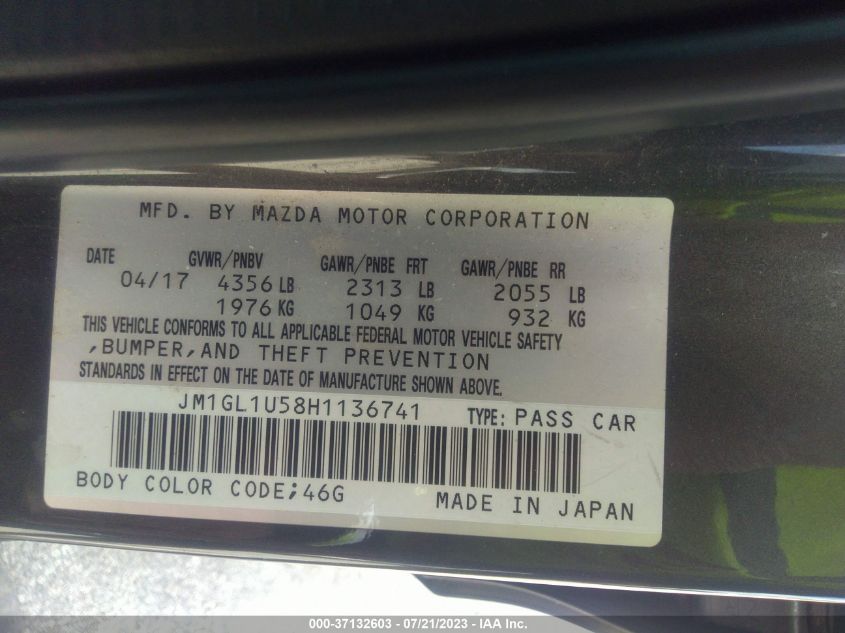 MFD. BY MAZDA MOTOR CORPORATION
DATE GVWR/PNBV GAWR/PNBE FRT GAWR/PNBE RR
04/17 4356 LB 2313 LB 2055 LB
1976 KG 1049 KG 932 KG
THIS VEHICLE CONFORMS TO ALL APPLICABLE FEDERAL MOTOR VEHICLE SAFETY
,BUMPER,AND THEFT PREVENTION
STANDARDS IN EFFECT ON THE DATE OF MANUFACTURE SHOWN ABOVE.
JM1GL1U58H1136741 TYPE: PASS CAR
BODY COLOR CODE;46G MADE IN JAPAN
000-37132603 - 07/21/2023 - IAA Inc.